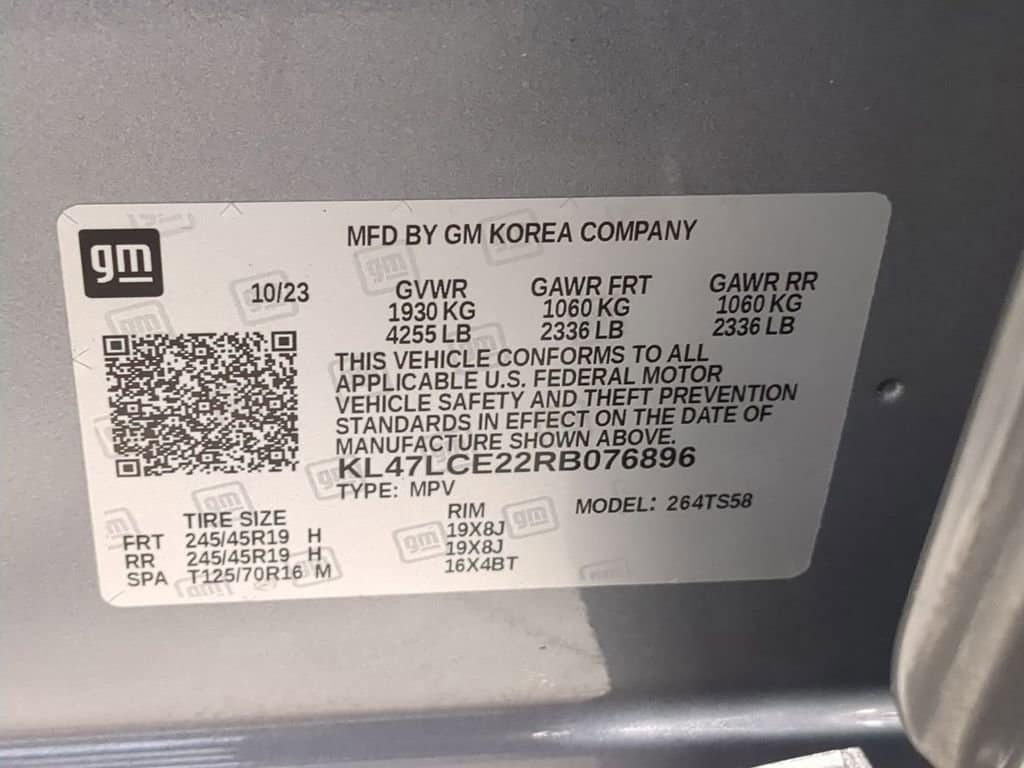 gm
MFD BY GM KOREA COMPANY
10/23 GVWR GAWR FRT GAWR RR
1930 KG 1060 KG 1060 KG
4255 LB 2336 LB 2336 LB
THIS VEHICLE CONFORMS TO ALL
APPLICABLE U.S. FEDERAL MOTOR
VEHICLE SAFETY AND THEFT PREVENTION
STANDARDS IN EFFECT ON THE DATE OF
MANUFACTURE SHOWN ABOVE.
KL47LCE22RB076896
TYPE: MPV MODEL: 264TS58
TIRE SIZE RIM
FRT 245/45R19 H 19X8J
RR 245/45R19 H 19X8J
SPA T125/70R16 M 16X4BT